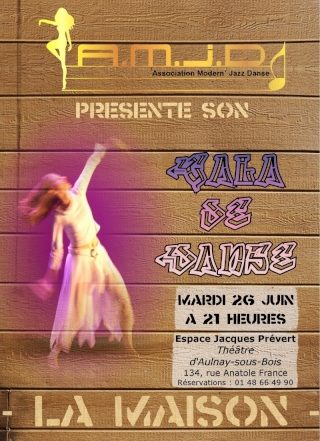 A.M.J.D
Association Modern' Jazz Danse
PRESENTE SON
GALA
DE
DANSE
MARDI 26 JUIN
A 21 HEURES
Espace Jacques Prévert
Théâtre
d'Aulnay-sous-Bois
134, rue Anatole France
Réservations : 01 48 66 49 90
- LA MAISON -